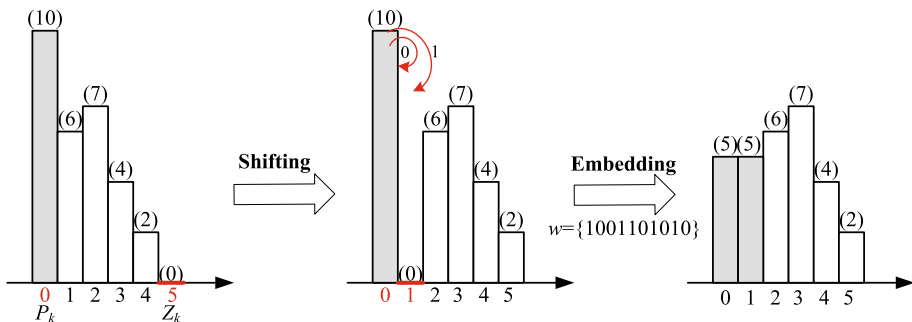 (10)
(6)
(7)
(4)
(2)
(0)
0 1 2 3 4 5
P_k Z_k
Shifting
(10)
0 1
(0)
(6)
(7)
(4)
(2)
0 1 2 3 4 5
Embedding
w={1001101010}
(5) (5)
(6)
(7)
(4)
(2)
0 1 2 3 4 5